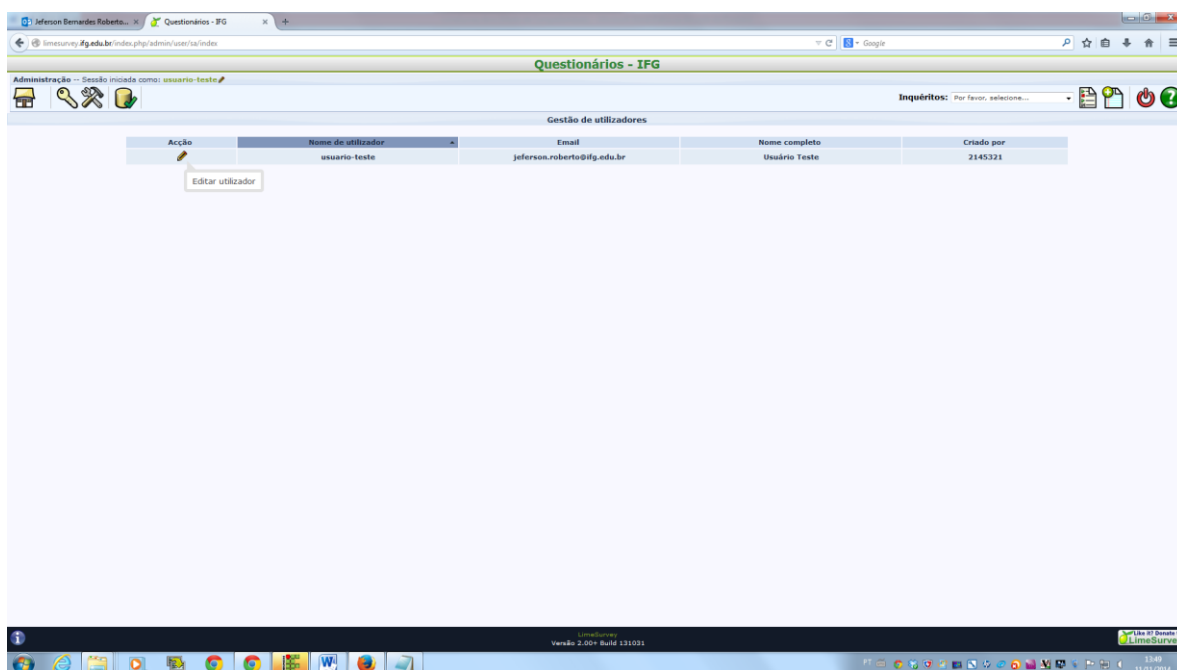 Jeferson Bernardes Roberto...
Questionários - IFG
limesurvey.ifg.edu.br/index.php/admin/user/sa/index
Google
Questionários - IFG
Administração -- Sessão iniciada como: usuario-teste
Inquéritos: Por favor, selecione...
Gestão de utilizadores
Acção Nome de utilizador Email Nome completo Criado por
usuario-teste jeferson.roberto@ifg.edu.br Usuário Teste 2145321
Editar utilizador
LimeSurvey
Versão 2.00+ Build 131031
Like it? Donate
LimeSurve
PT
13:49